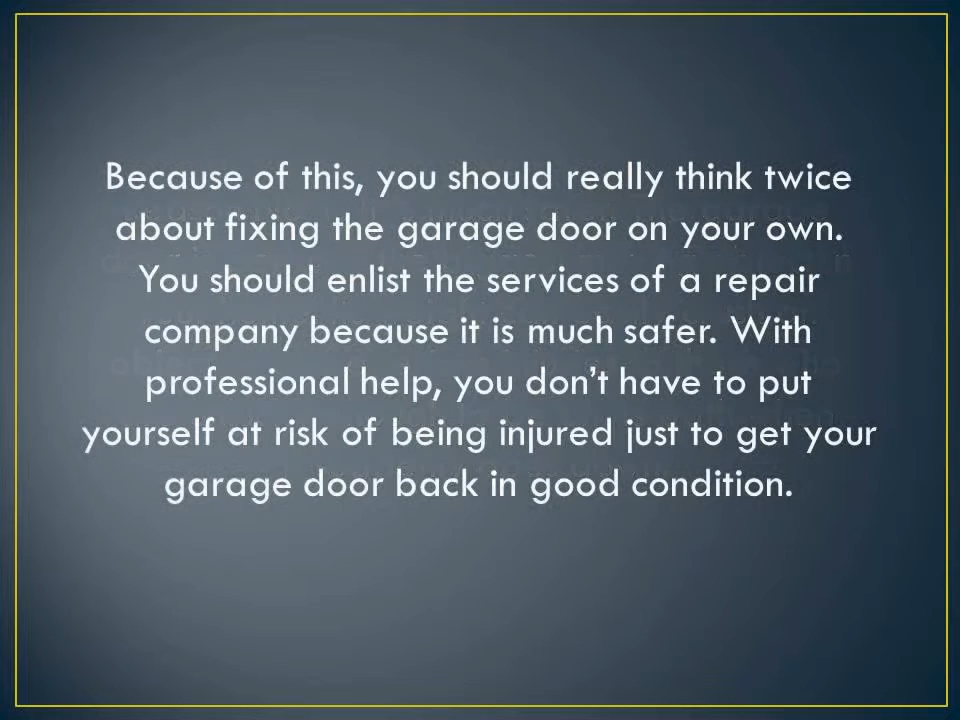 Because of this, you should really think twice
about fixing the garage door on your own.
You should enlist the services of a repair
company because it is much safer. With
professional help, you don’t have to put
yourself at risk of being injured just to get your
garage door back in good condition.